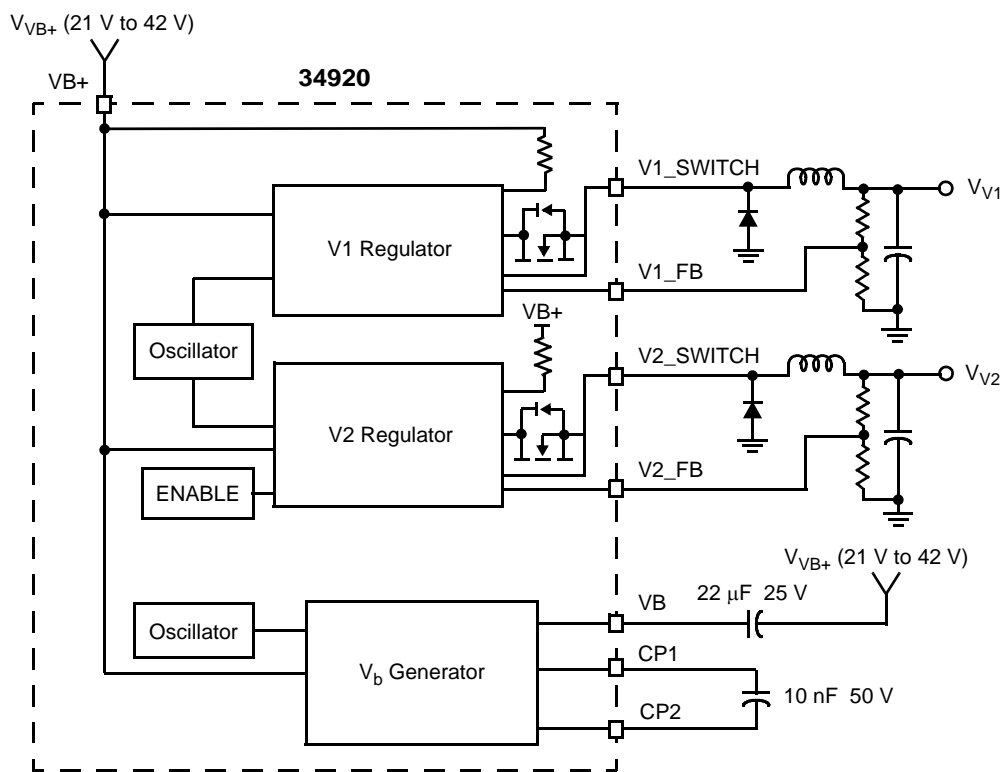 V_VB+ (21 V to 42 V)
VB+
34920
V1_SWITCH
V_V1
V1 Regulator
V1_FB
VB+
Oscillator
V2_SWITCH
V_V2
V2 Regulator
V2_FB
ENABLE
V_VB+ (21 V to 42 V)
VB
22 μF 25 V
Oscillator
CP1
V_b Generator
10 nF 50 V
CP2